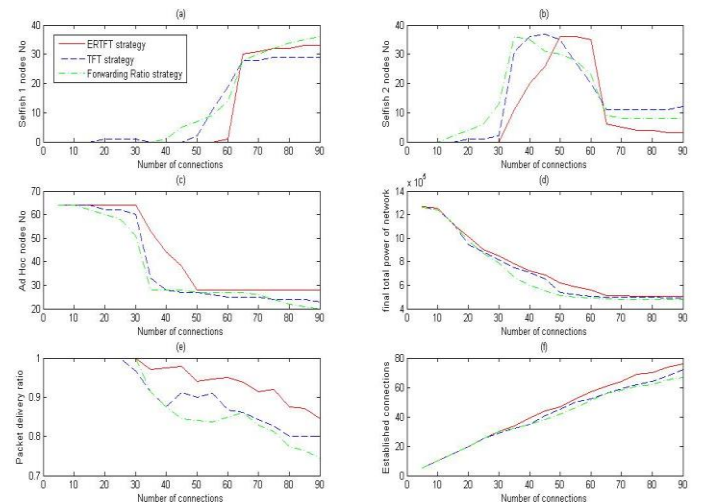 (a)
Selfish 1 nodes No
40
30
20
10
0
ERTFT strategy
TFT strategy
Forwarding Ratio strategy
0 10 20 30 40 50 60 70 80 90
Number of connections
(b)
Selfish 2 nodes No
40
30
20
10
0
0 10 20 30 40 50 60 70 80 90
Number of connections
(c)
Ad Hoc nodes No
70
60
50
40
30
20
0 10 20 30 40 50 60 70 80 90
Number of connections
(d)
final total power of network
14
12
10
8
6
4
0 10 20 30 40 50 60 70 80 90
Number of connections
(e)
Packet delivery ratio
1
0.9
0.8
0.7
0 10 20 30 40 50 60 70 80 90
Number of connections
(f)
Established connections
80
60
40
20
0
0 10 20 30 40 50 60 70 80 90
Number of connections